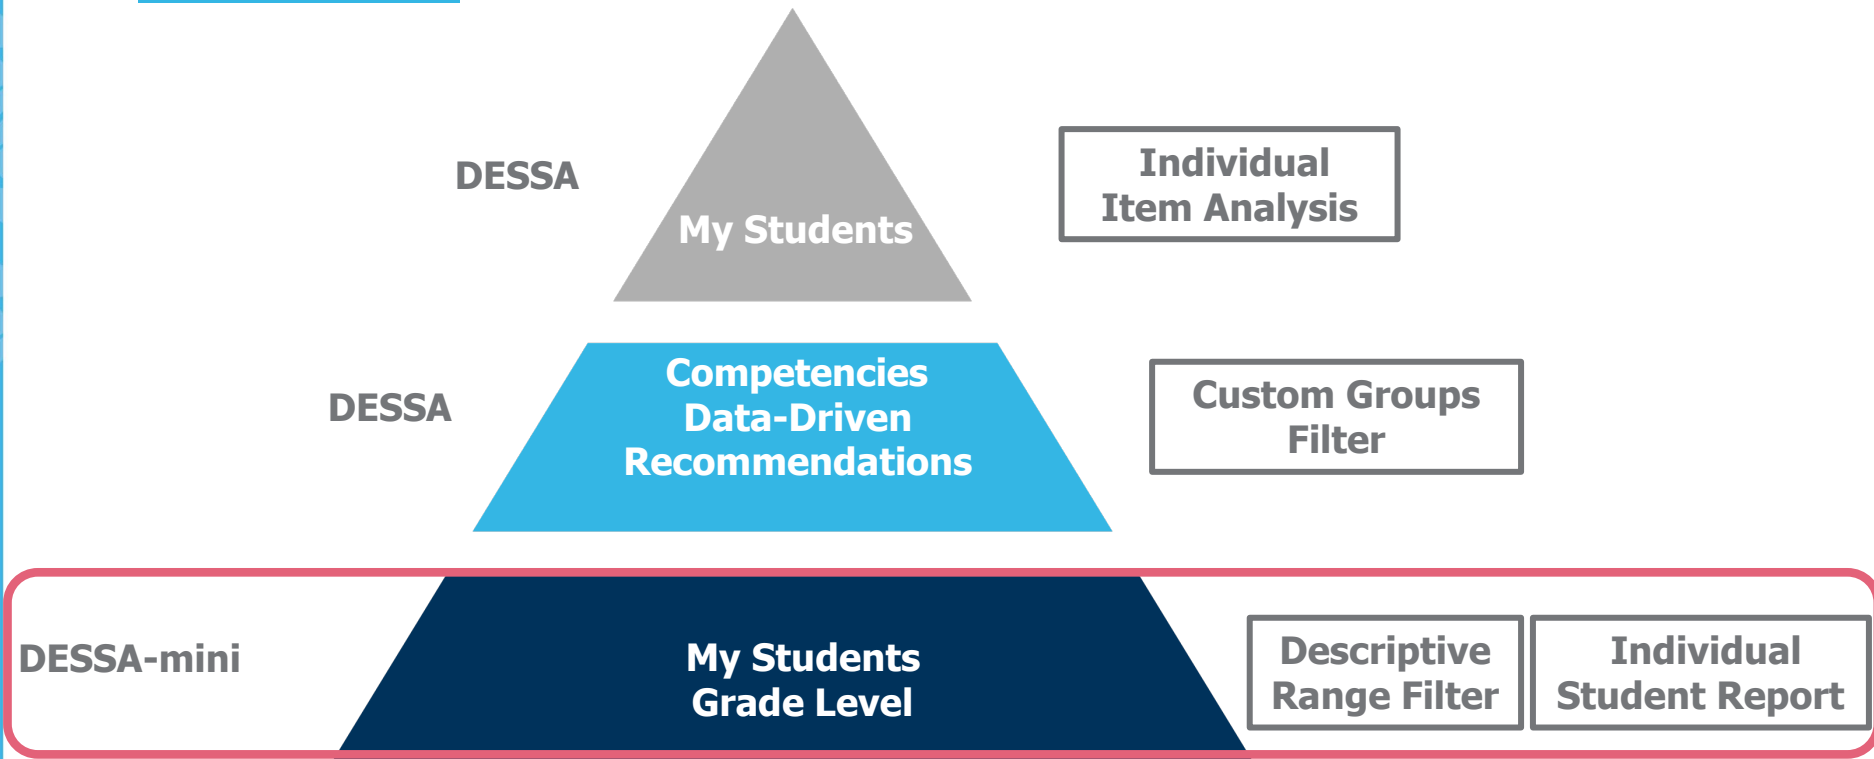 DESSA
My Students
Individual
Item Analysis
DESSA
Competencies
Data-Driven
Recommendations
Custom Groups
Filter
DESSA-mini
My Students
Grade Level
Descriptive
Range Filter
Individual
Student Report